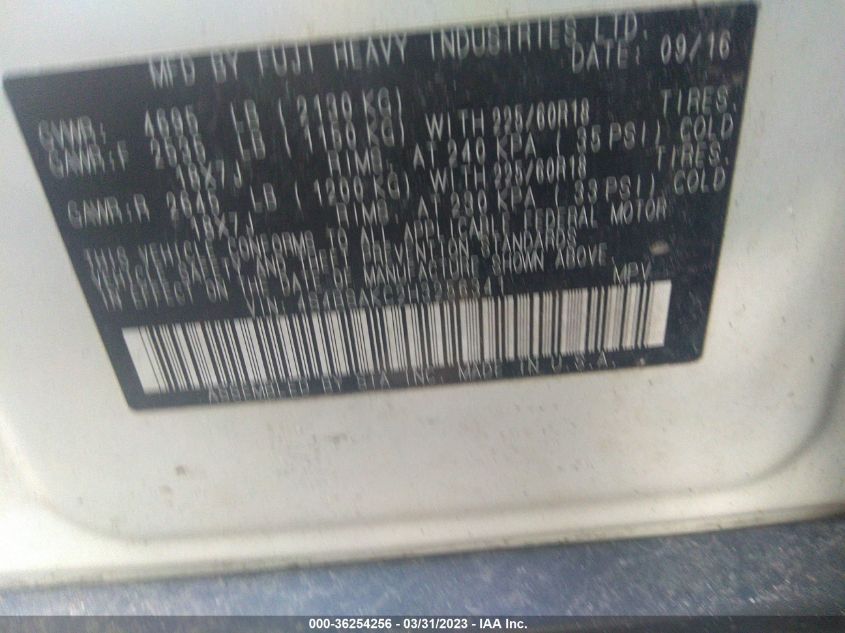 MFD BY FUJI HEAVY INDUSTRIES LTD.
DATE: 09/16
GVWR: 4695 LB (2130 KG)
GAWR:F 2535 LB (1150 KG) WITH 225/60R18 TIRES.
18X7J RIMS. AT 240 KPA (35 PSI) COLD
GAWR:R 2645 LB (1200 KG) WITH 225/60R18 TIRES.
18X7J RIMS. AT 230 KPA (33 PSI) COLD
THIS VEHICLE CONFORMS TO ALL APPLICABLE FEDERAL MOTOR
VEHICLE SAFETY AND THEFT PREVENTION STANDARDS
IN EFFECT ON THE DATE OF MANUFACTURE SHOWN ABOVE
VIN: MPV
ASSEMBLED BY SIA INC. MADE IN U.S.A.
000-36254256 - 03/31/2023 - IAA Inc.